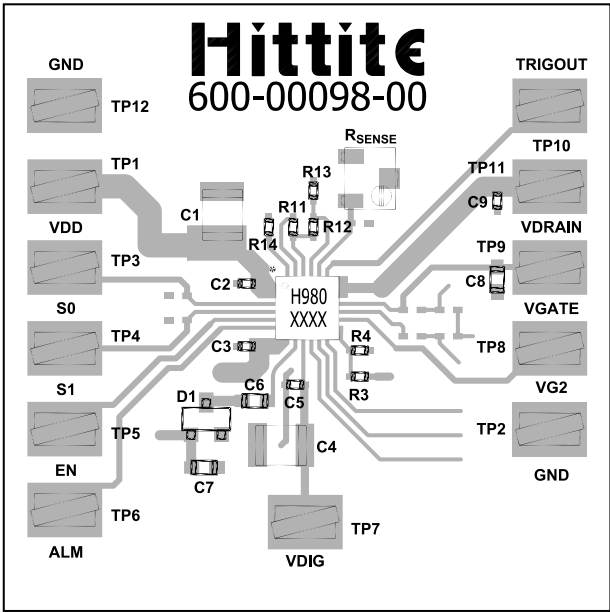 Hittite
600-00098-00
GND
TP12
TRIGOUT
TP10
RSENSE
TP1
VDD
C1
R13
R11
R12
R14
TP11
C9
VDRAIN
TP3
S0
C2
H980
XXXX
TP9
C8
VGATE
TP4
S1
C3
R4
R3
TP8
VG2
D1
C6
C5
C4
C7
TP5
EN
TP2
GND
TP6
ALM
TP7
VDIG